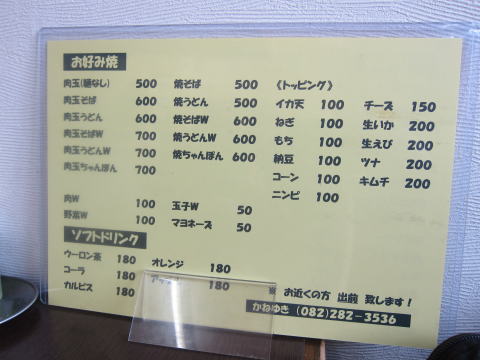 お好み焼
肉玉(麺なし) 500
肉玉そば 600
肉玉うどん 600
肉玉そばW 700
肉玉うどんW 700
肉玉ちゃんぽん 700
肉W 100
野菜W 100
焼そば 500
焼うどん 500
焼そばW 600
焼うどんW 600
焼ちゃんぽん 600
玉子W 50
マヨネーズ 50
《トッピング》
イカ天 100
ねぎ 100
もち 100
納豆 100
コーン 100
ニンピ 100
チーズ 150
生いか 200
生えび 200
ツナ 200
キムチ 200
ソフトドリンク
ウーロン茶 180
コーラ 180
カルピス 180
オレンジ 180
180
※ お近くの方 出前 致します!
かねゆき (082)282-3536